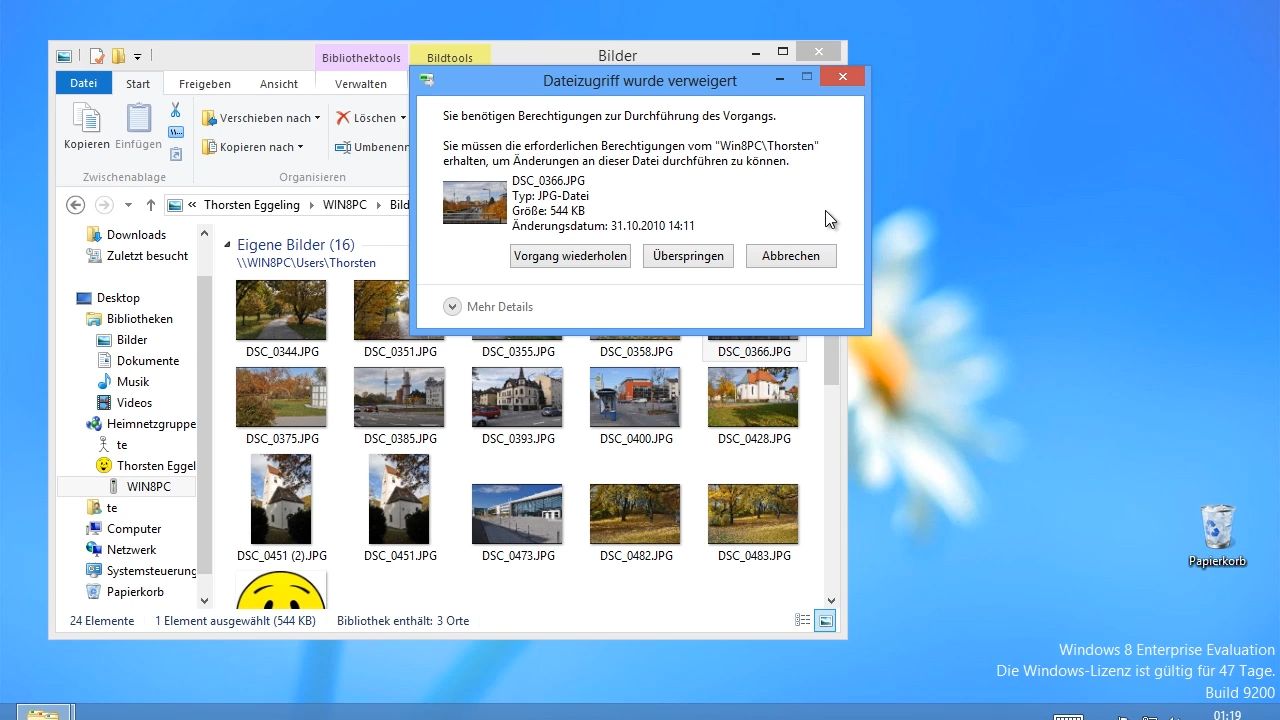 Bibliothektools
Bildtools
Bilder
Datei
Start
Freigeben
Ansicht
Verwalten
Kopieren
Einfügen
Verschieben nach
Kopieren nach
Löschen
Umbenenn
Zwischenablage
Organisieren
Dateizugriff wurde verweigert
Sie benötigen Berechtigungen zur Durchführung des Vorgangs.
Sie müssen die erforderlichen Berechtigungen vom "Win8PC\Thorsten"
erhalten, um Änderungen an dieser Datei durchführen zu können.
DSC_0366.JPG
Typ: JPG-Datei
Größe: 544 KB
Änderungsdatum: 31.10.2010 14:11
Vorgang wiederholen
Überspringen
Abbrechen
Mehr Details
« Thorsten Eggeling
WIN8PC
Bild
Downloads
Zuletzt besucht
Desktop
Bibliotheken
Bilder
Dokumente
Musik
Videos
Heimnetzgruppe
te
Thorsten Eggel
WIN8PC
te
Computer
Netzwerk
Systemsteuerung
Papierkorb
Eigene Bilder (16)
\\WIN8PC\Users\Thorsten
DSC_0344.JPG
DSC_0351.JPG
DSC_0355.JPG
DSC_0358.JPG
DSC_0366.JPG
DSC_0375.JPG
DSC_0385.JPG
DSC_0393.JPG
DSC_0400.JPG
DSC_0428.JPG
DSC_0451 (2).JPG
DSC_0451.JPG
DSC_0473.JPG
DSC_0482.JPG
DSC_0483.JPG
24 Elemente
1 Element ausgewählt (544 KB)
Bibliothek enthält: 3 Orte
Papierkorb
Windows 8 Enterprise Evaluation
Die Windows-Lizenz ist gültig für 47 Tage.
Build 9200
01:19